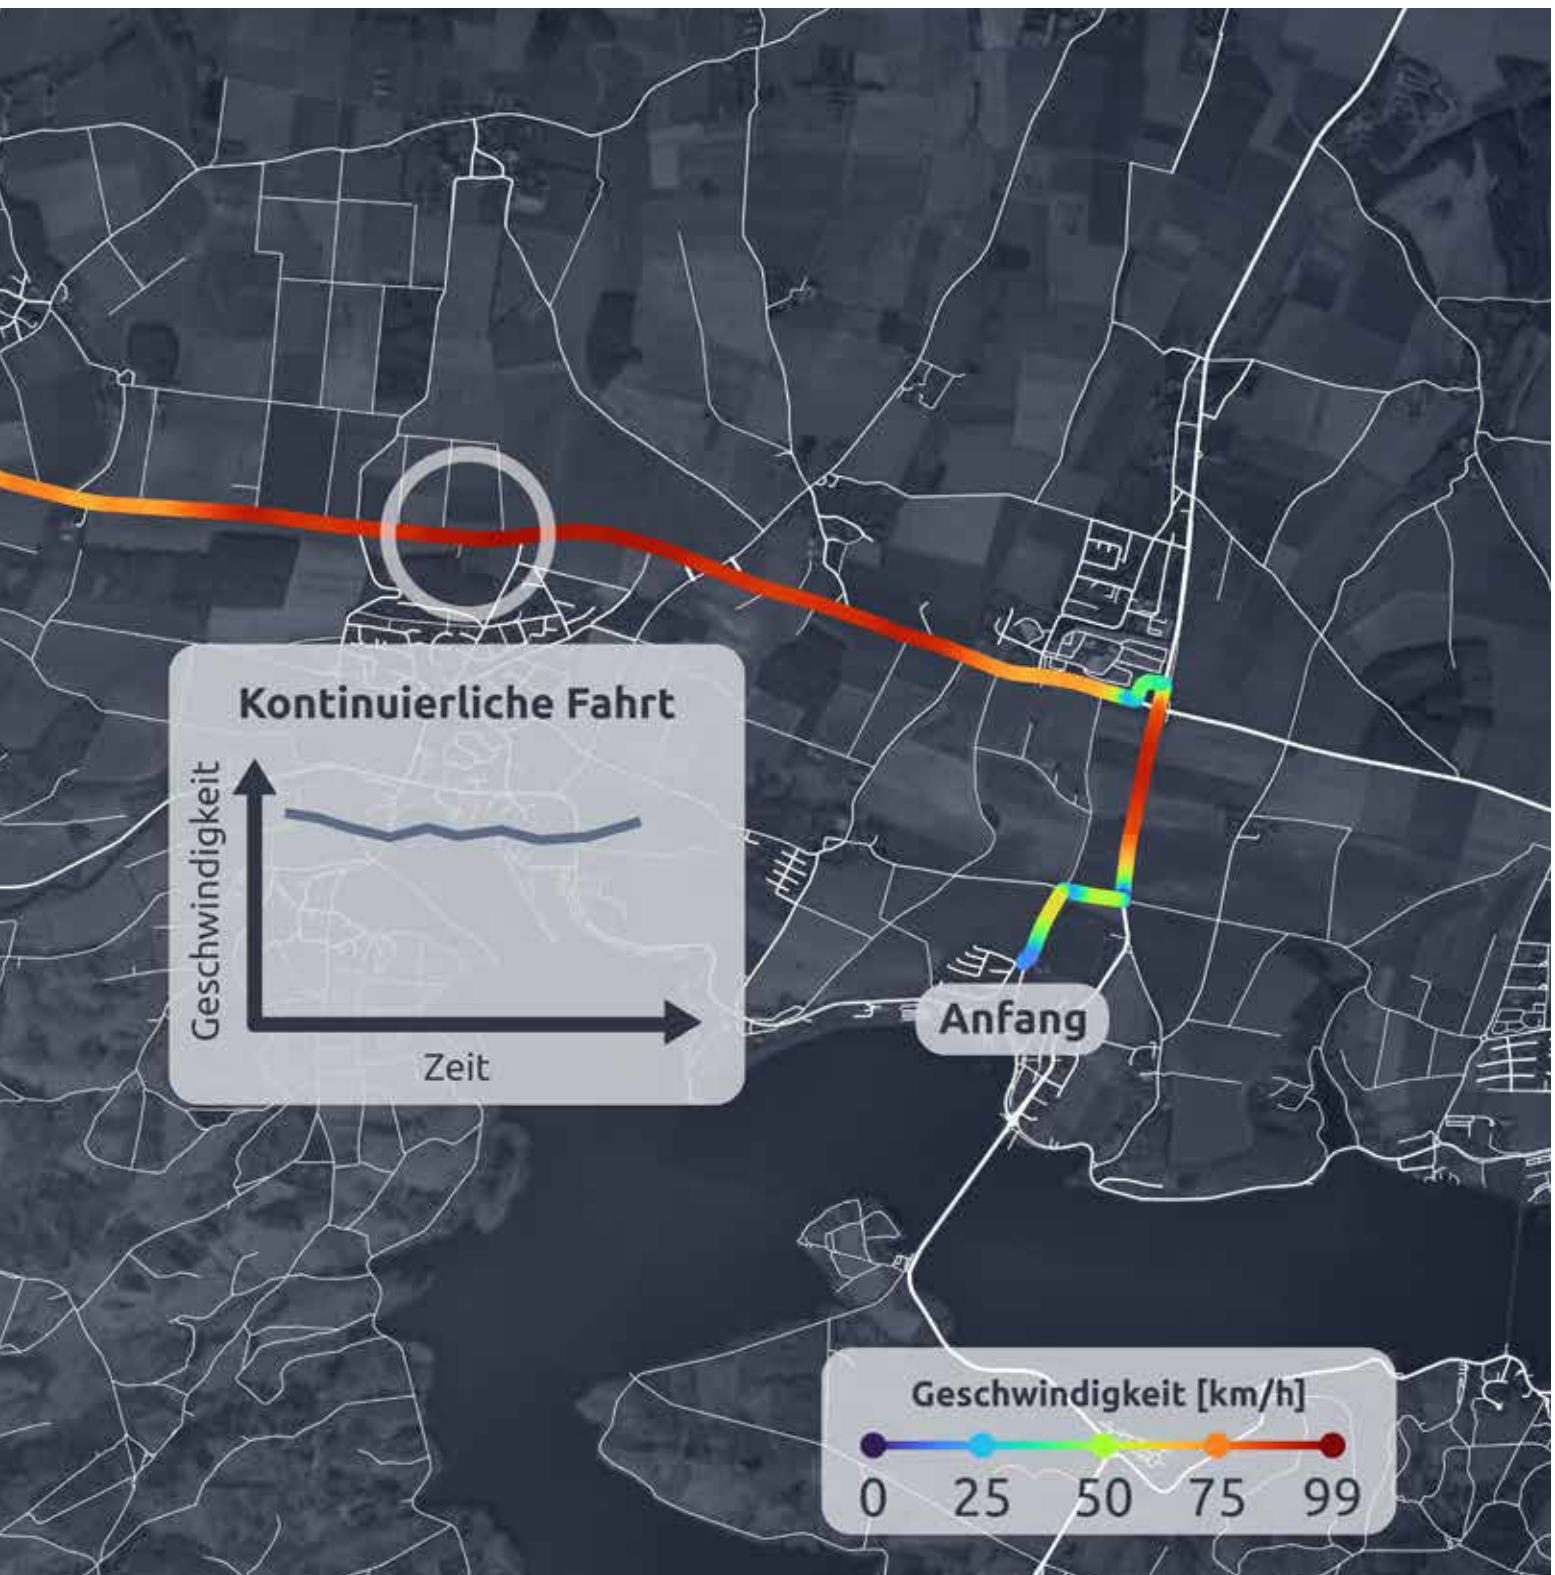 Kontinuierliche Fahrt
Geschwindigkeit
Zeit
Anfang
Geschwindigkeit [km/h]
0 25 50 75 99